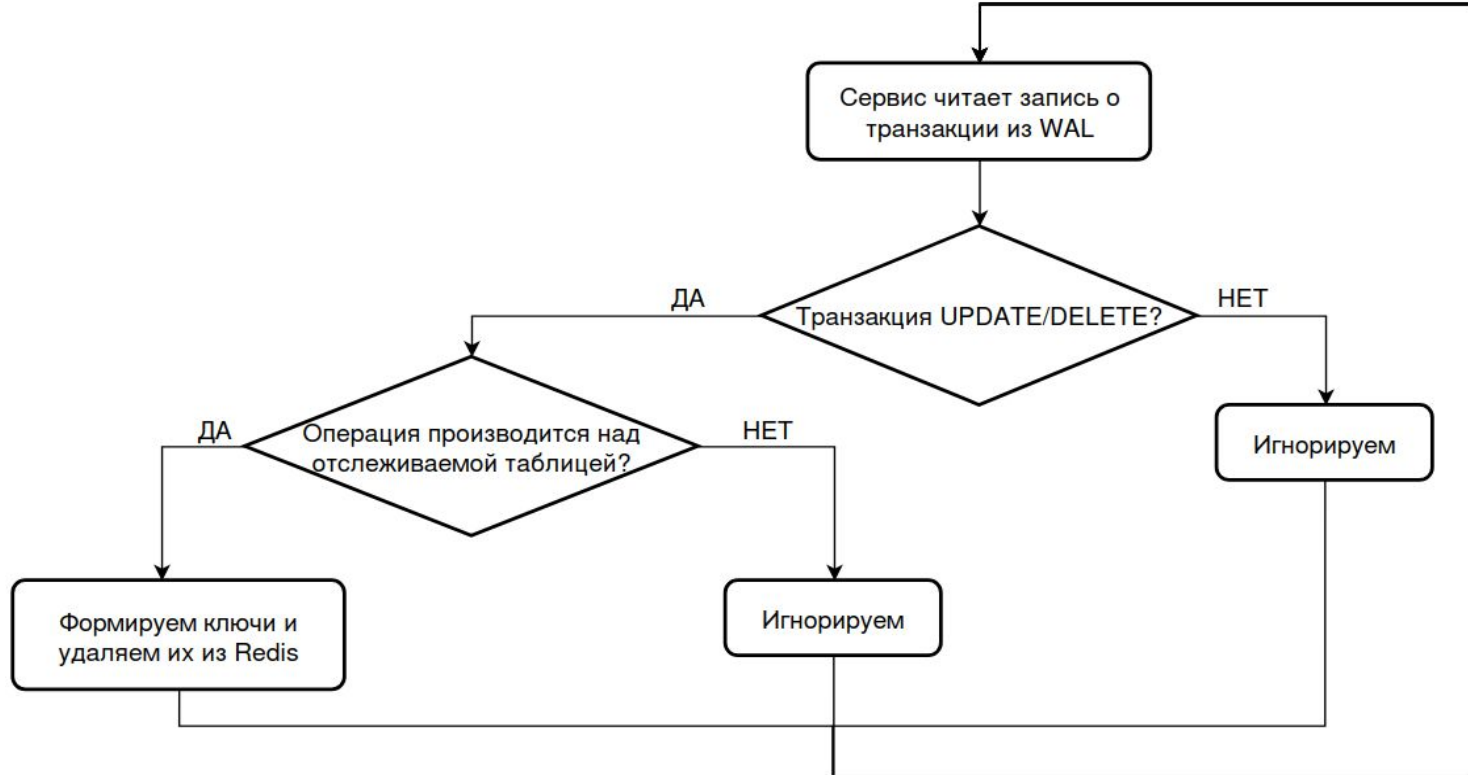 Сервис читает запись о
транзакции из WAL
ДА
Транзакция UPDATE/DELETE?
НЕТ
ДА
Операция производится над
отслеживаемой таблицей?
НЕТ
Игнорируем
Формируем ключи и
удаляем их из Redis
Игнорируем